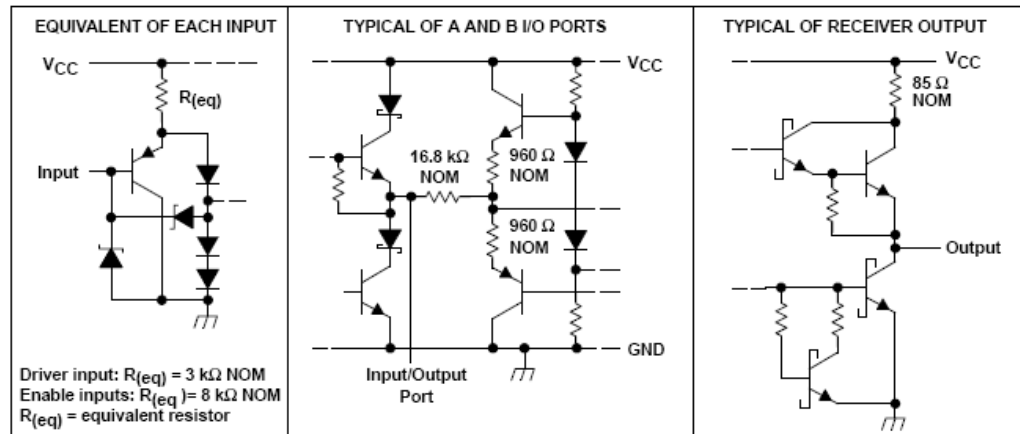 EQUIVALENT OF EACH INPUT
VCC
R(eq)
Input
Driver input: R(eq) = 3 kΩ NOM
Enable inputs: R(eq )= 8 kΩ NOM
R(eq) = equivalent resistor
TYPICAL OF A AND B I/O PORTS
VCC
16.8 kΩ
NOM
960 Ω
NOM
960 Ω
NOM
GND
Input/Output
Port
TYPICAL OF RECEIVER OUTPUT
VCC
85 Ω
NOM
Output